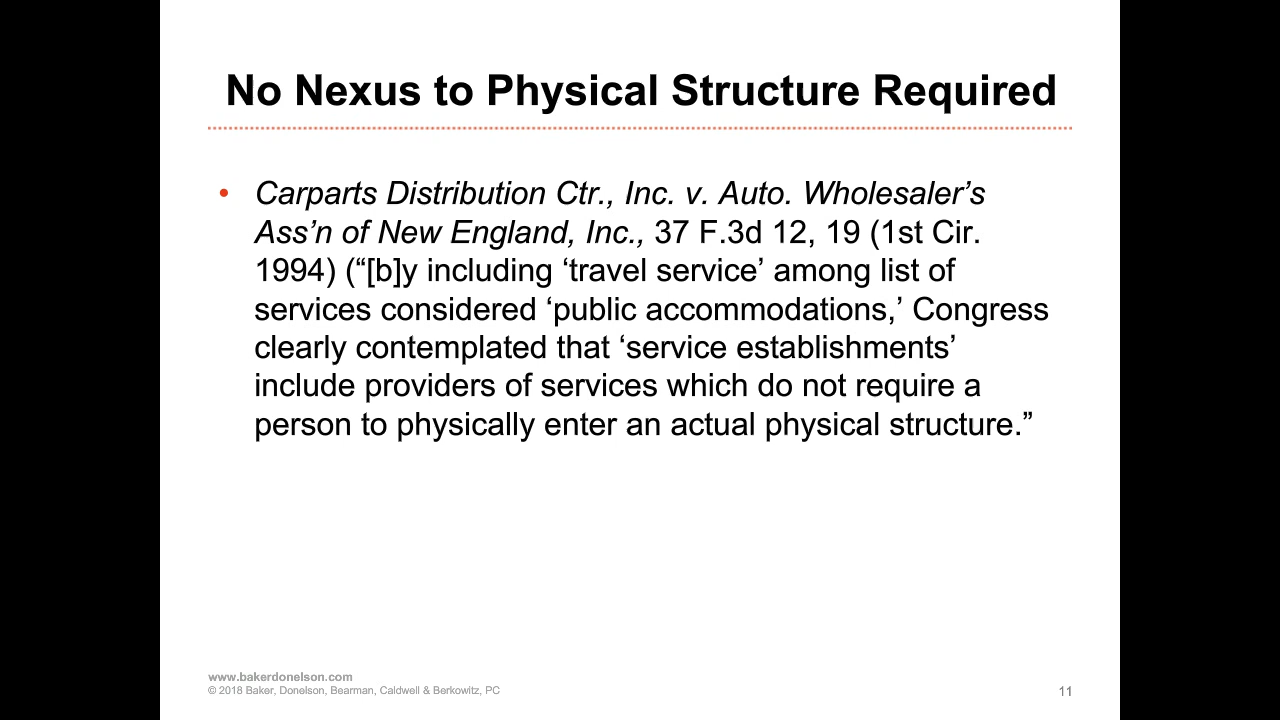 No Nexus to Physical Structure Required
• Carparts Distribution Ctr., Inc. v. Auto. Wholesaler’s
Ass’n of New England, Inc., 37 F.3d 12, 19 (1st Cir.
1994) (“[b]y including ‘travel service’ among list of
services considered ‘public accommodations,’ Congress
clearly contemplated that ‘service establishments’
include providers of services which do not require a
person to physically enter an actual physical structure.”
www.bakerdonelson.com
© 2018 Baker, Donelson, Bearman, Caldwell & Berkowitz, PC
11